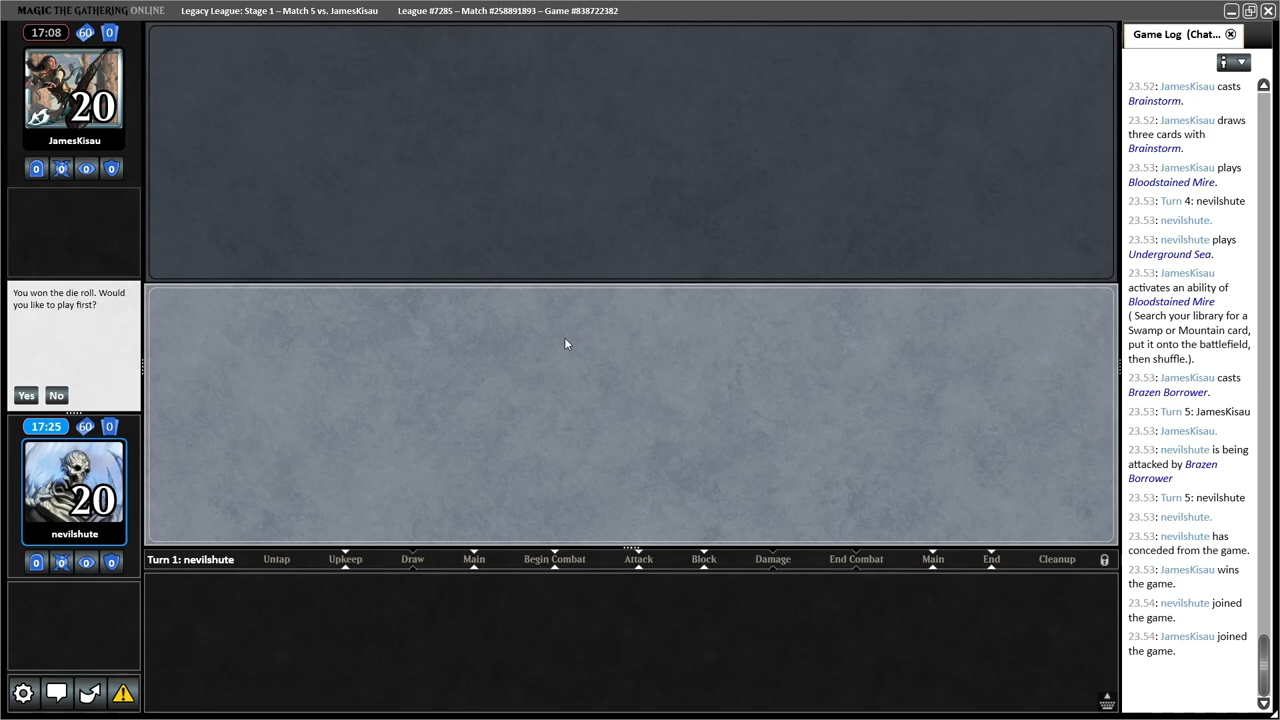 MAGIC THE GATHERING ONLINE
Legacy League: Stage 1 – Match 5 vs. JamesKisau
League #7285 – Match #258891893 – Game #838722382
17:08
60
0
20
JamesKisau
0
0
0
0
You won the die roll. Would
you like to play first?
Yes
No
17:25
60
0
20
nevilshute
0
0
0
0
Turn 1: nevilshute
Untap
Upkeep
Draw
Main
Begin Combat
Attack
Block
Damage
End Combat
Main
End
Cleanup
Game Log (Chat...
23.52: JamesKisau casts
Brainstorm.
23.52: JamesKisau draws
three cards with
Brainstorm.
23.53: JamesKisau plays
Bloodstained Mire.
23.53: Turn 4: nevilshute
23.53: nevilshute.
23.53: nevilshute plays
Underground Sea.
23.53: JamesKisau
activates an ability of
Bloodstained Mire
( Search your library for a
Swamp or Mountain card,
put it onto the battlefield,
then shuffle.).
23.53: JamesKisau casts
Brazen Borrower.
23.53: Turn 5: JamesKisau
23.53: JamesKisau.
23.53: nevilshute is being
attacked by Brazen
Borrower
23.53: Turn 5: nevilshute
23.53: nevilshute.
23.53: nevilshute has
conceded from the game.
23.53: JamesKisau wins
the game.
23.54: nevilshute joined
the game.
23.54: JamesKisau joined
the game.